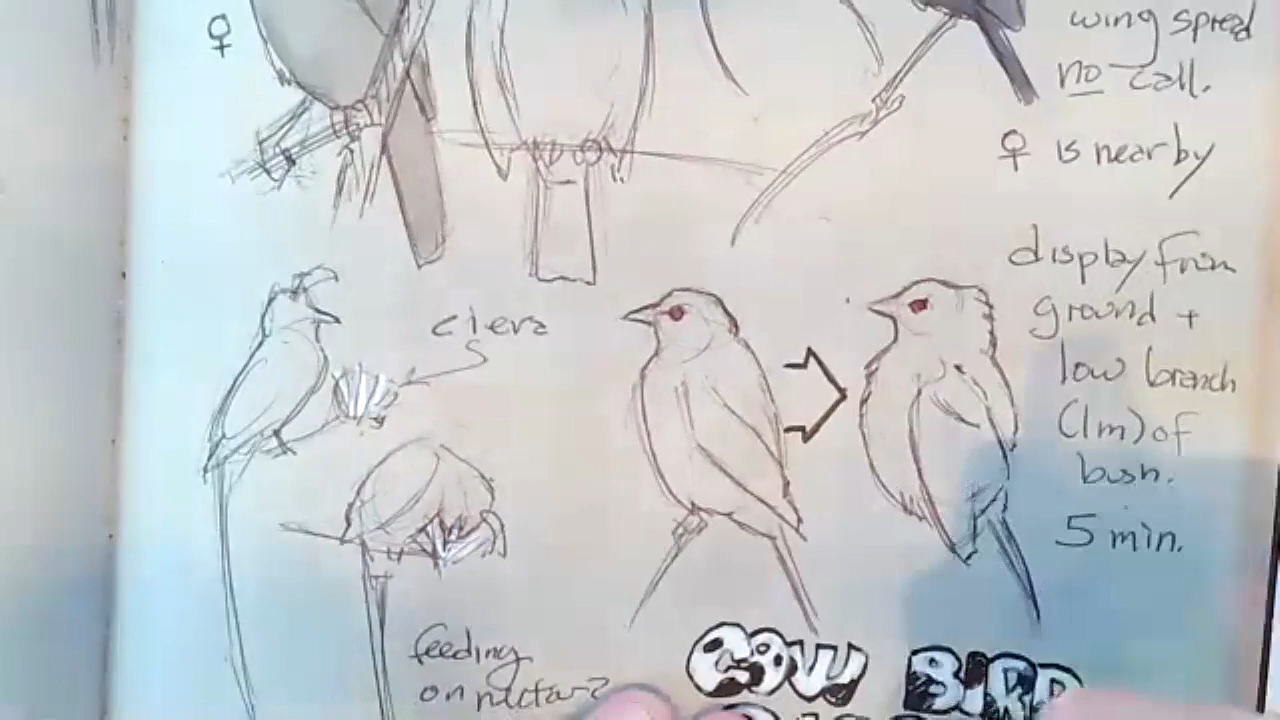 ♀
wing spread
no call.
♀ is nearby
display from
ground +
low branch
(1m) of
bush.
5 min.
feeding
on nectar?
COW BIRD